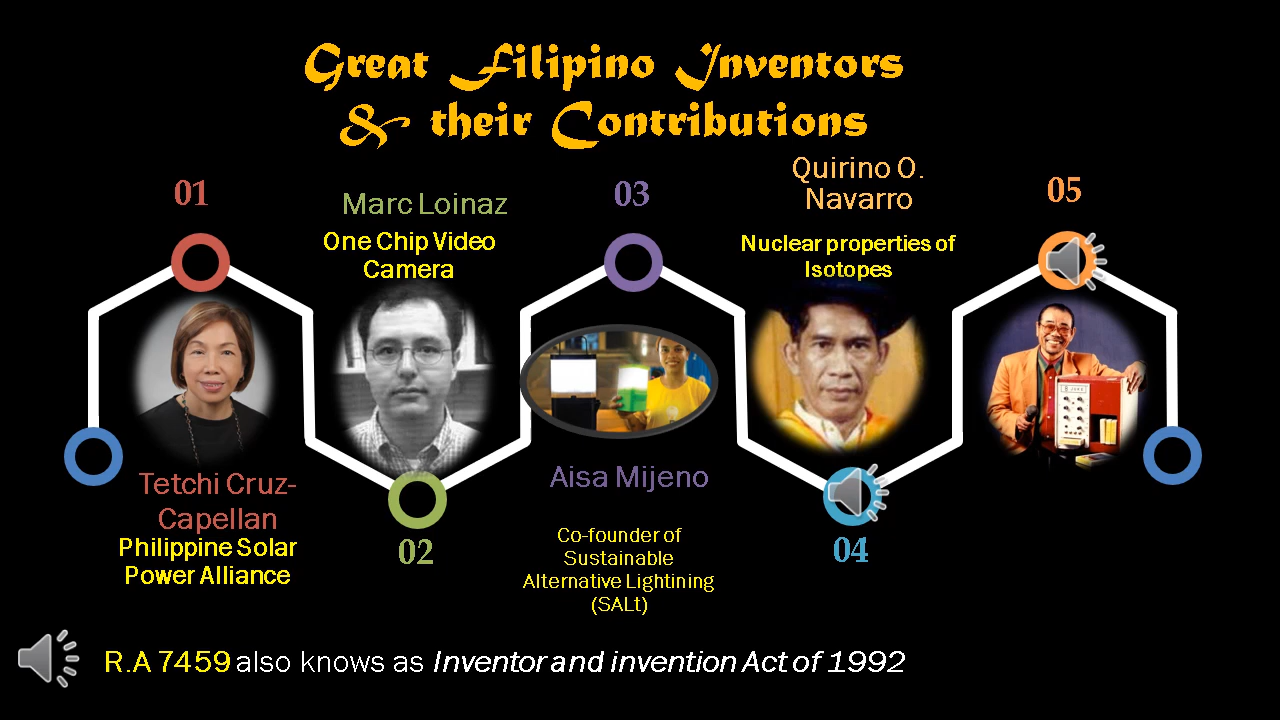 Great Filipino Inventors
& their Contributions
01
Tetchi Cruz-
Capellan
Philippine Solar
Power Alliance
Marc Loinaz
One Chip Video
Camera
02
03
Aisa Mijeno
Co-founder of
Sustainable
Alternative Lightining
(SALt)
Quirino O.
Navarro
Nuclear properties of
Isotopes
04
05
R.A 7459 also knows as Inventor and invention Act of 1992